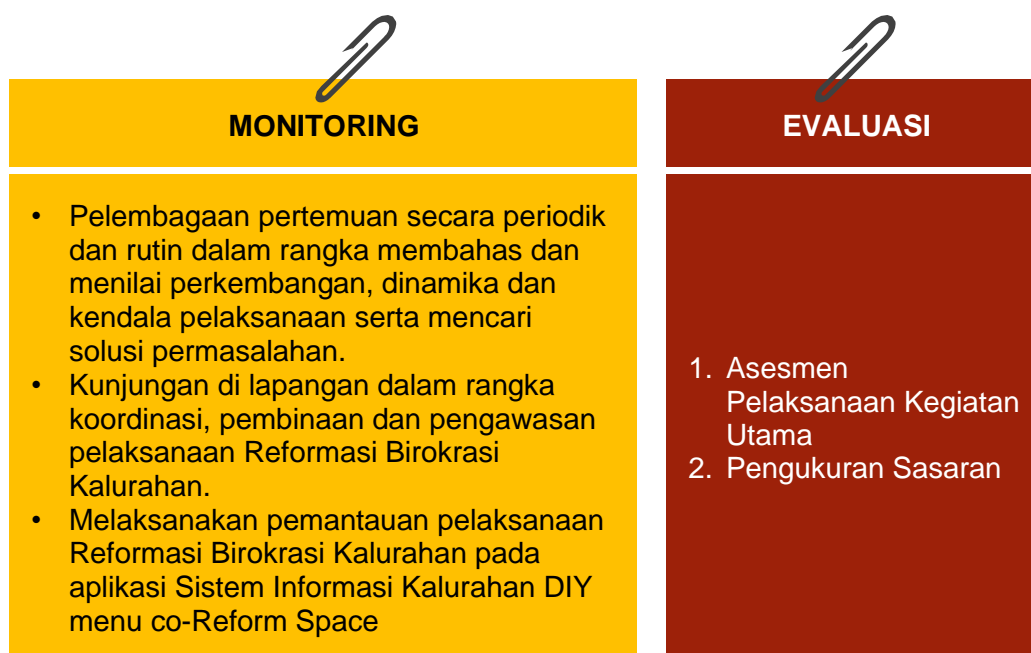 MONITORING
• Pelembagaan pertemuan secara periodik
dan rutin dalam rangka membahas dan
menilai perkembangan, dinamika dan
kendala pelaksanaan serta mencari
solusi permasalahan.
• Kunjungan di lapangan dalam rangka
koordinasi, pembinaan dan pengawasan
pelaksanaan Reformasi Birokrasi
Kalurahan.
• Melaksanakan pemantauan pelaksanaan
Reformasi Birokrasi Kalurahan pada
aplikasi Sistem Informasi Kalurahan DIY
menu co-Reform Space
EVALUASI
1. Asesmen
Pelaksanaan Kegiatan
Utama
2. Pengukuran Sasaran